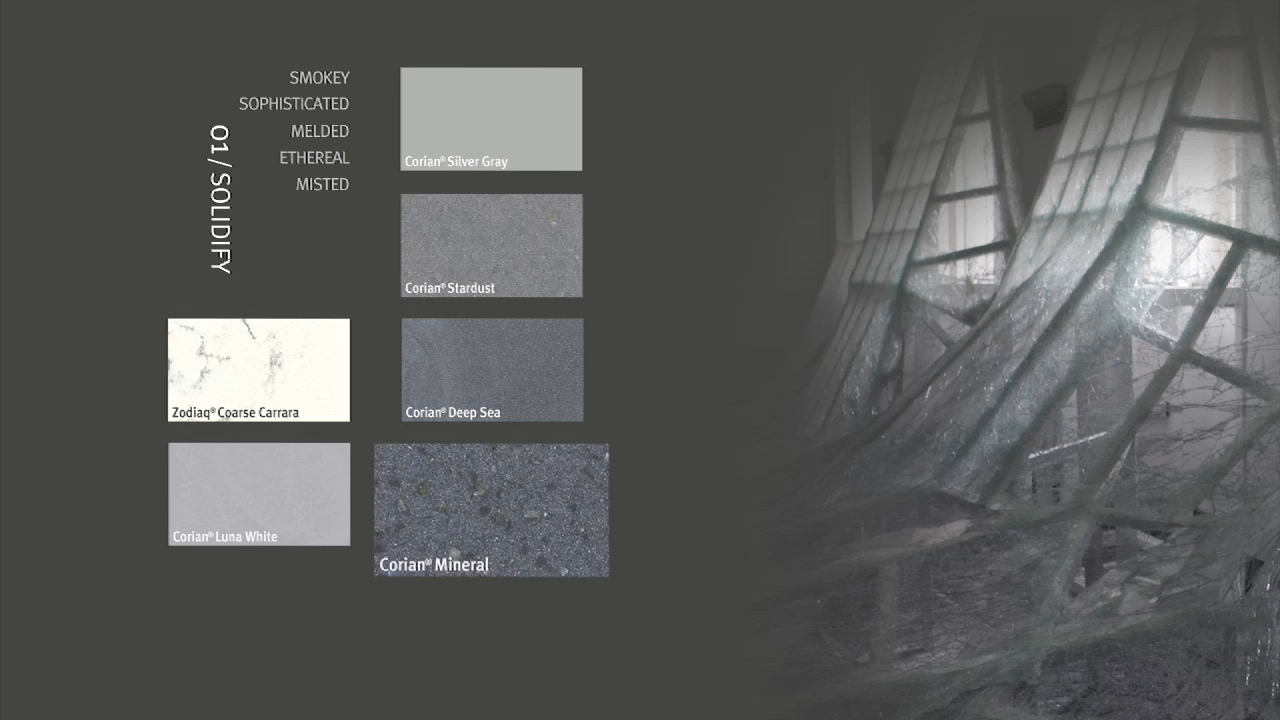 01/ SOLIDIFY
SMOKEY
SOPHISTICATED
MELDED
ETHEREAL
MISTED
Corian® Silver Gray
Corian® Stardust
Zodiaq® Coarse Carrara
Corian® Deep Sea
Corian® Luna White
Corian® Mineral